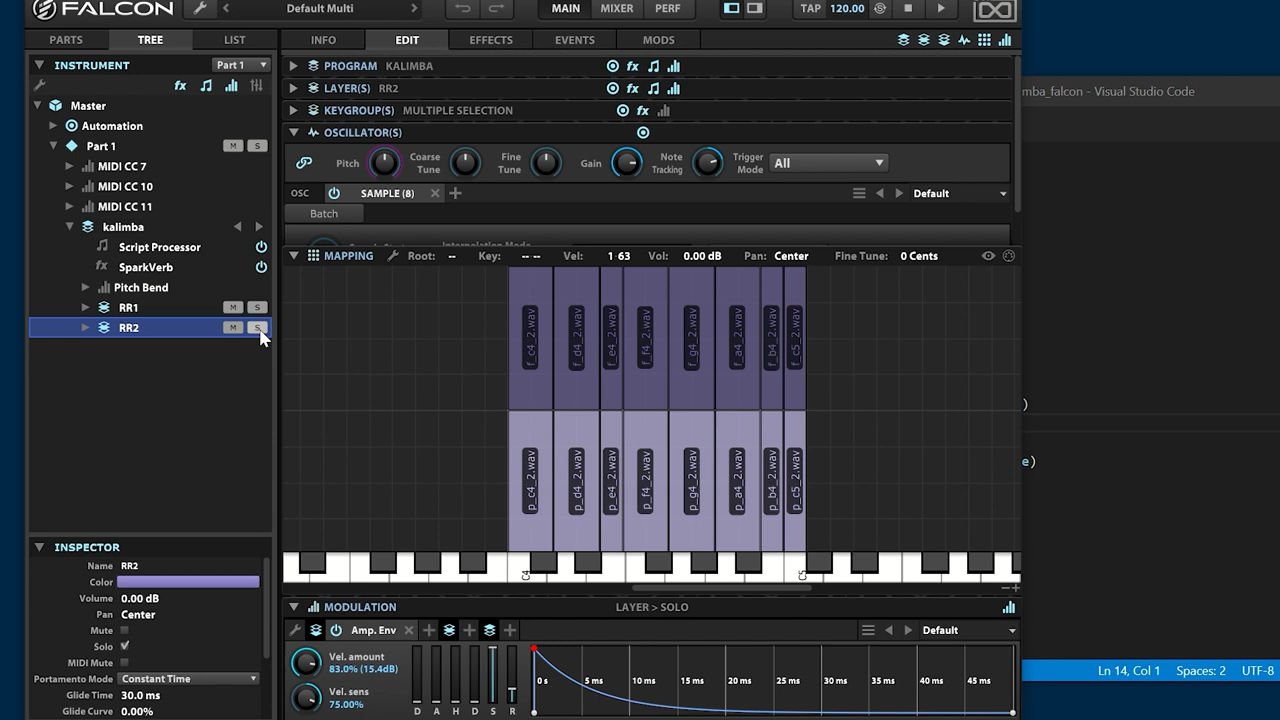 FALCON
Default Multi
MAIN MIXER PERF
TAP 120.00
PARTS TREE LIST
INFO EDIT EFFECTS EVENTS MODS
INSTRUMENT Part 1
fx
Master
Automation
Part 1 M S
MIDI CC 7
MIDI CC 10
MIDI CC 11
kalimba
Script Processor
fx SparkVerb
Pitch Bend
RR1 M S
RR2 M S
PROGRAM KALIMBA fx
LAYER(S) RR2 fx
KEYGROUP(S) MULTIPLE SELECTION fx
OSCILLATOR(S)
Pitch Coarse Tune Fine Tune Gain Note Tracking Trigger Mode All
OSC SAMPLE (8) Default
Batch
Interpolation Mode
MAPPING Root: -- Key: -- -- Vel: 1 63 Vol: 0.00 dB Pan: Center Fine Tune: 0 Cents
f_c4_2.wav f_d4_2.wav f_e4_2.wav f_f4_2.wav f_g4_2.wav f_a4_2.wav f_b4_2.wav f_c5_2.wav
p_c4_2.wav p_d4_2.wav p_e4_2.wav p_f4_2.wav p_g4_2.wav p_a4_2.wav p_b4_2.wav p_c5_2.wav
C4 C5
INSPECTOR
Name RR2
Color
Volume 0.00 dB
Pan Center
Mute
Solo
MIDI Mute
Portamento Mode Constant Time
Glide Time 30.0 ms
Glide Curve 0.00%
MODULATION LAYER > SOLO
Amp. Env Default
Vel. amount
83.0% (15.4dB)
Vel. sens
75.00%
D A H D S R
0 s 5 ms 10 ms 15 ms 20 ms 25 ms 30 ms 35 ms 40 ms 45 ms
mba_falcon - Visual Studio Code
)
e)
Ln 14, Col 1 Spaces: 2 UTF-8